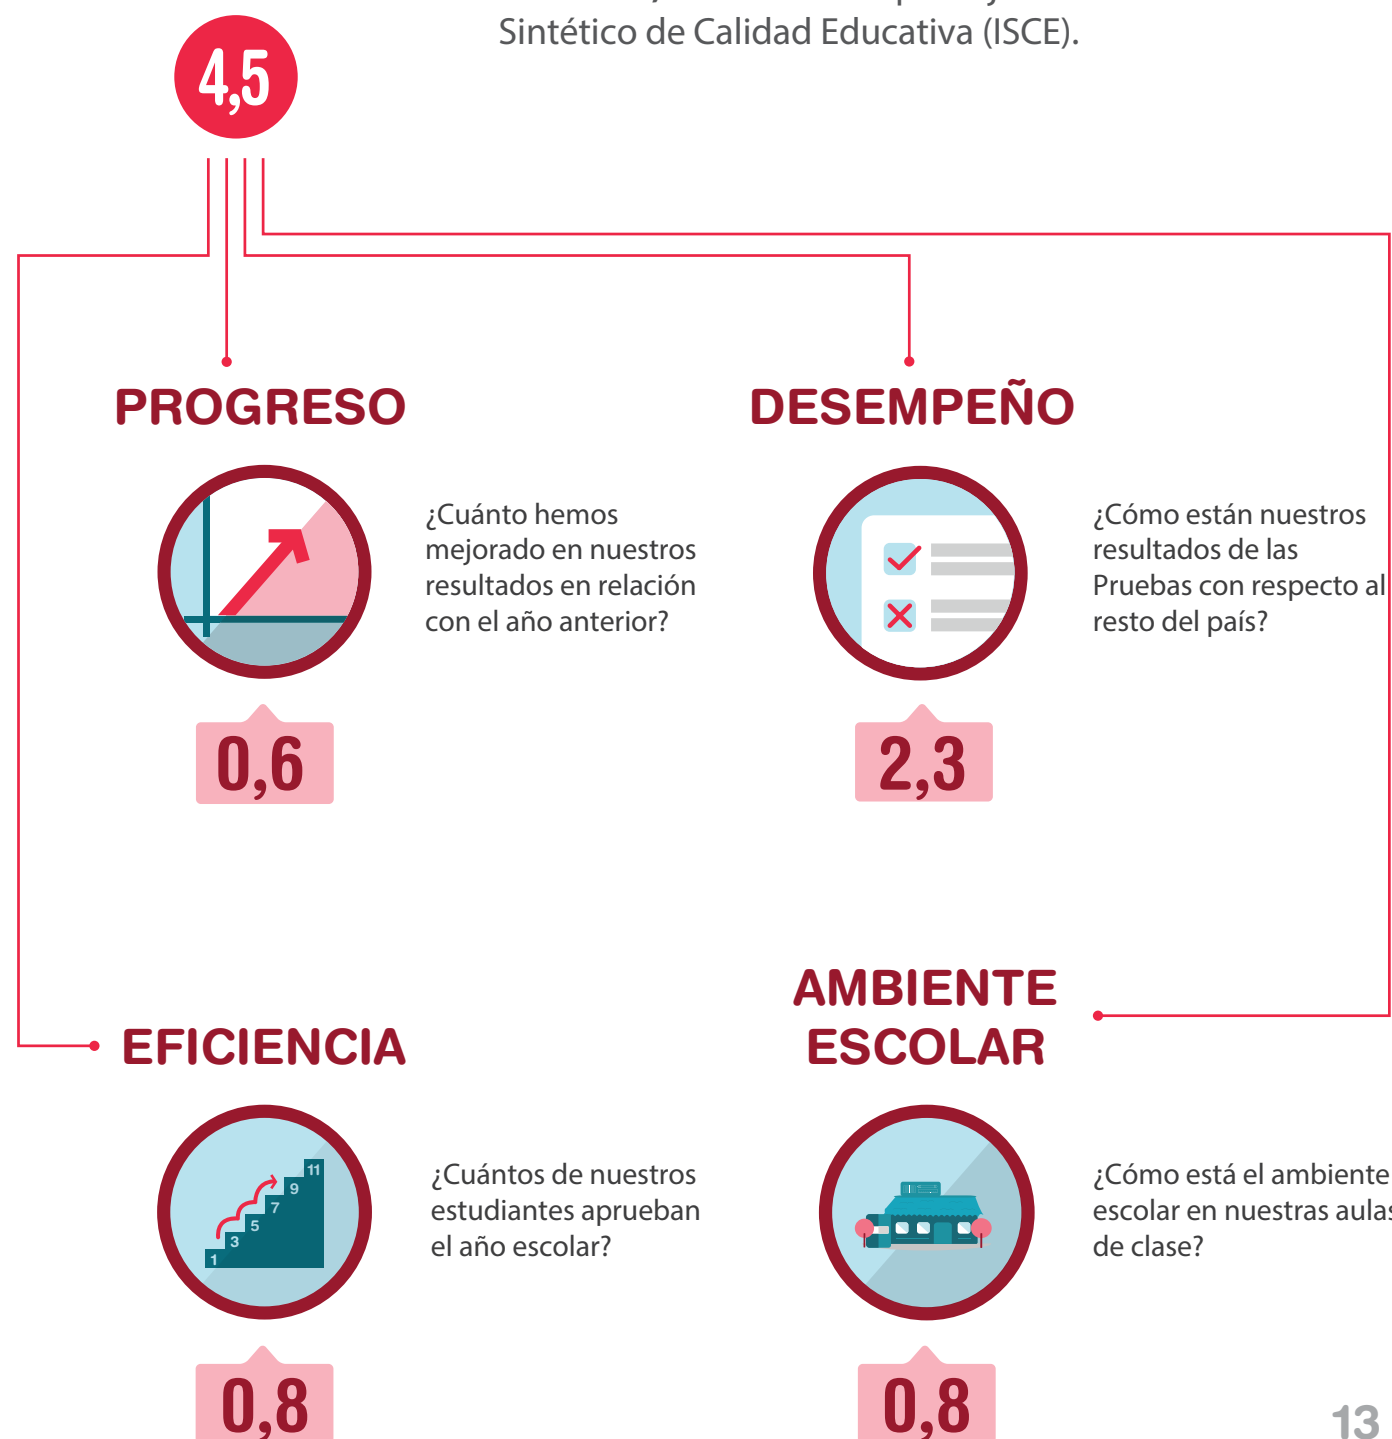 Sintético de Calidad Educativa (ISCE).
4,5
PROGRESO
¿Cuánto hemos
mejorado en nuestros
resultados en relación
con el año anterior?
0,6
DESEMPEÑO
¿Cómo están nuestros
resultados de las
Pruebas con respecto al
resto del país?
2,3
EFICIENCIA
1
3
5
7
9
11
¿Cuántos de nuestros
estudiantes aprueban
el año escolar?
0,8
AMBIENTE
ESCOLAR
¿Cómo está el ambiente
escolar en nuestras aulas
de clase?
0,8
13